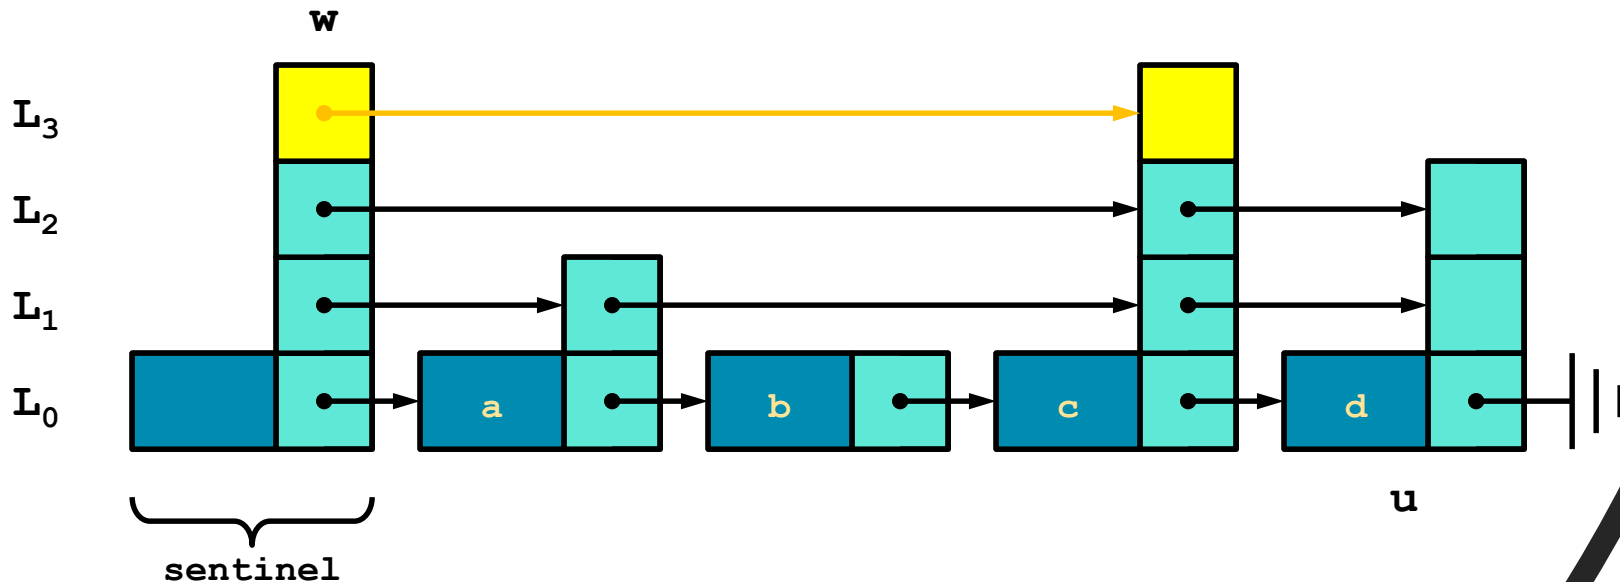 w
L₃
L₂
L₁
L₀ a b c d
u
sentinel